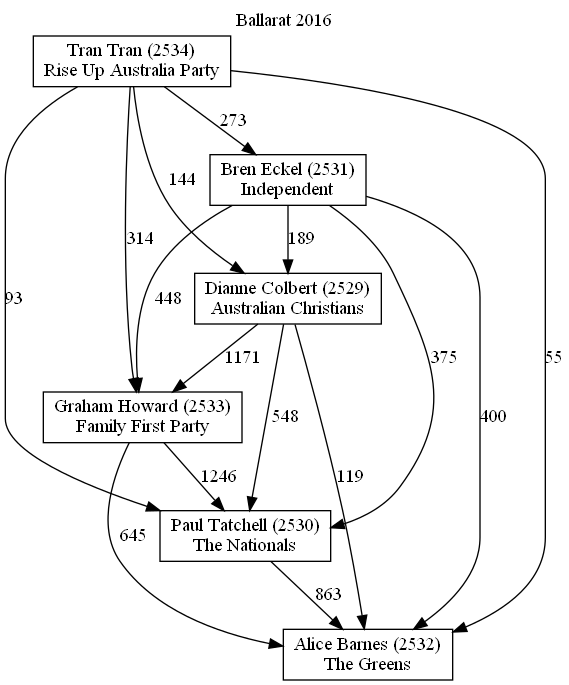 Ballarat 2016
Tran Tran (2534)
Rise Up Australia Party
273
Bren Eckel (2531)
Independent
144
314
189
93
448
Dianne Colbert (2529)
Australian Christians
1171
375
55
Graham Howard (2533)
Family First Party
548
400
1246
119
Paul Tatchell (2530)
The Nationals
645
863
Alice Barnes (2532)
The Greens